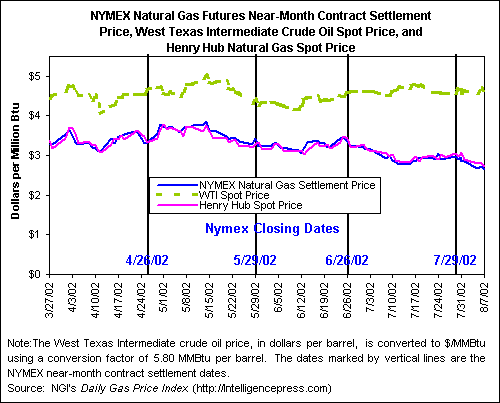 NYMEX Natural Gas Futures Near-Month Contract Settlement
Price, West Texas Intermediate Crude Oil Spot Price, and
Henry Hub Natural Gas Spot Price
Dollars per Million Btu
$5
$4
$3
$2
$1
$0
NYMEX Natural Gas Settlement Price
WTI Spot Price
Henry Hub Spot Price
Nymex Closing Dates
4/26/02 5/29/02 6/26/02 7/29/02
3/27/02 4/3/02 4/10/02 4/17/02 4/24/02 5/1/02 5/8/02 5/15/02 5/22/02 5/29/02 6/5/02 6/12/02 6/19/02 6/26/02 7/3/02 7/10/02 7/17/02 7/24/02 7/31/02 8/7/02
Note:The West Texas Intermediate crude oil price, in dollars per barrel, is converted to $/MMBtu
using a conversion factor of 5.80 MMBtu per barrel. The dates marked by vertical lines are the
NYMEX near-month contract settlement dates.
Source: NGI's Daily Gas Price Index (http://Intelligencepress.com)